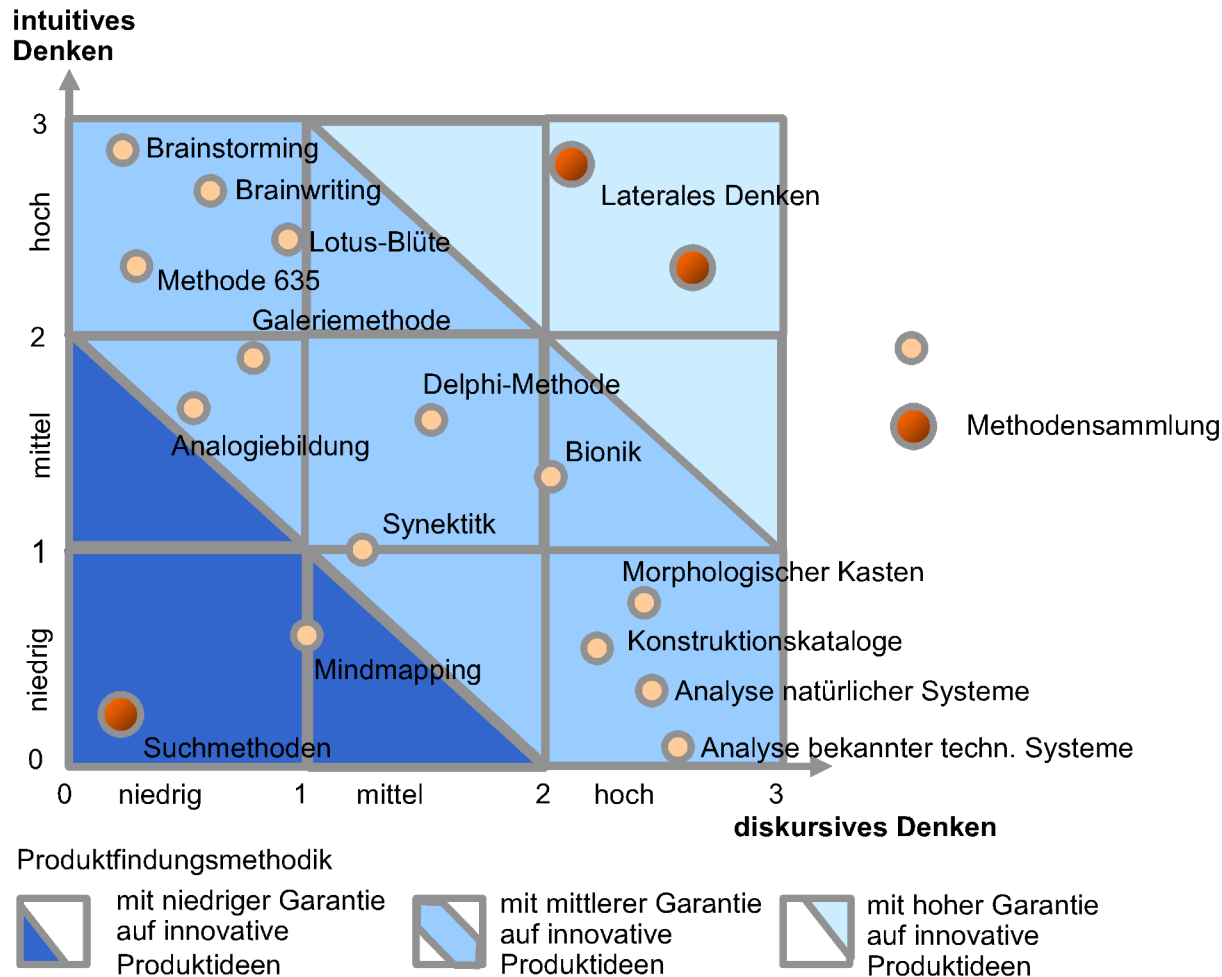 intuitives
Denken
3
hoch
Brainstorming
Brainwriting
Lotus-Blüte
Methode 635
Laterales Denken
Galeriemethode
2
mittel
Delphi-Methode
Analogiebildung
Bionik
Methodensammlung
Synektitk
1
niedrig
Morphologischer Kasten
Konstruktionskataloge
Mindmapping
Analyse natürlicher Systeme
Suchmethoden
Analyse bekannter techn. Systeme
0
0 niedrig 1 mittel 2 hoch 3
diskursives Denken
Produktfindungsmethodik
mit niedriger Garantie
auf innovative
Produktideen
mit mittlerer Garantie
auf innovative
Produktideen
mit hoher Garantie
auf innovative
Produktideen